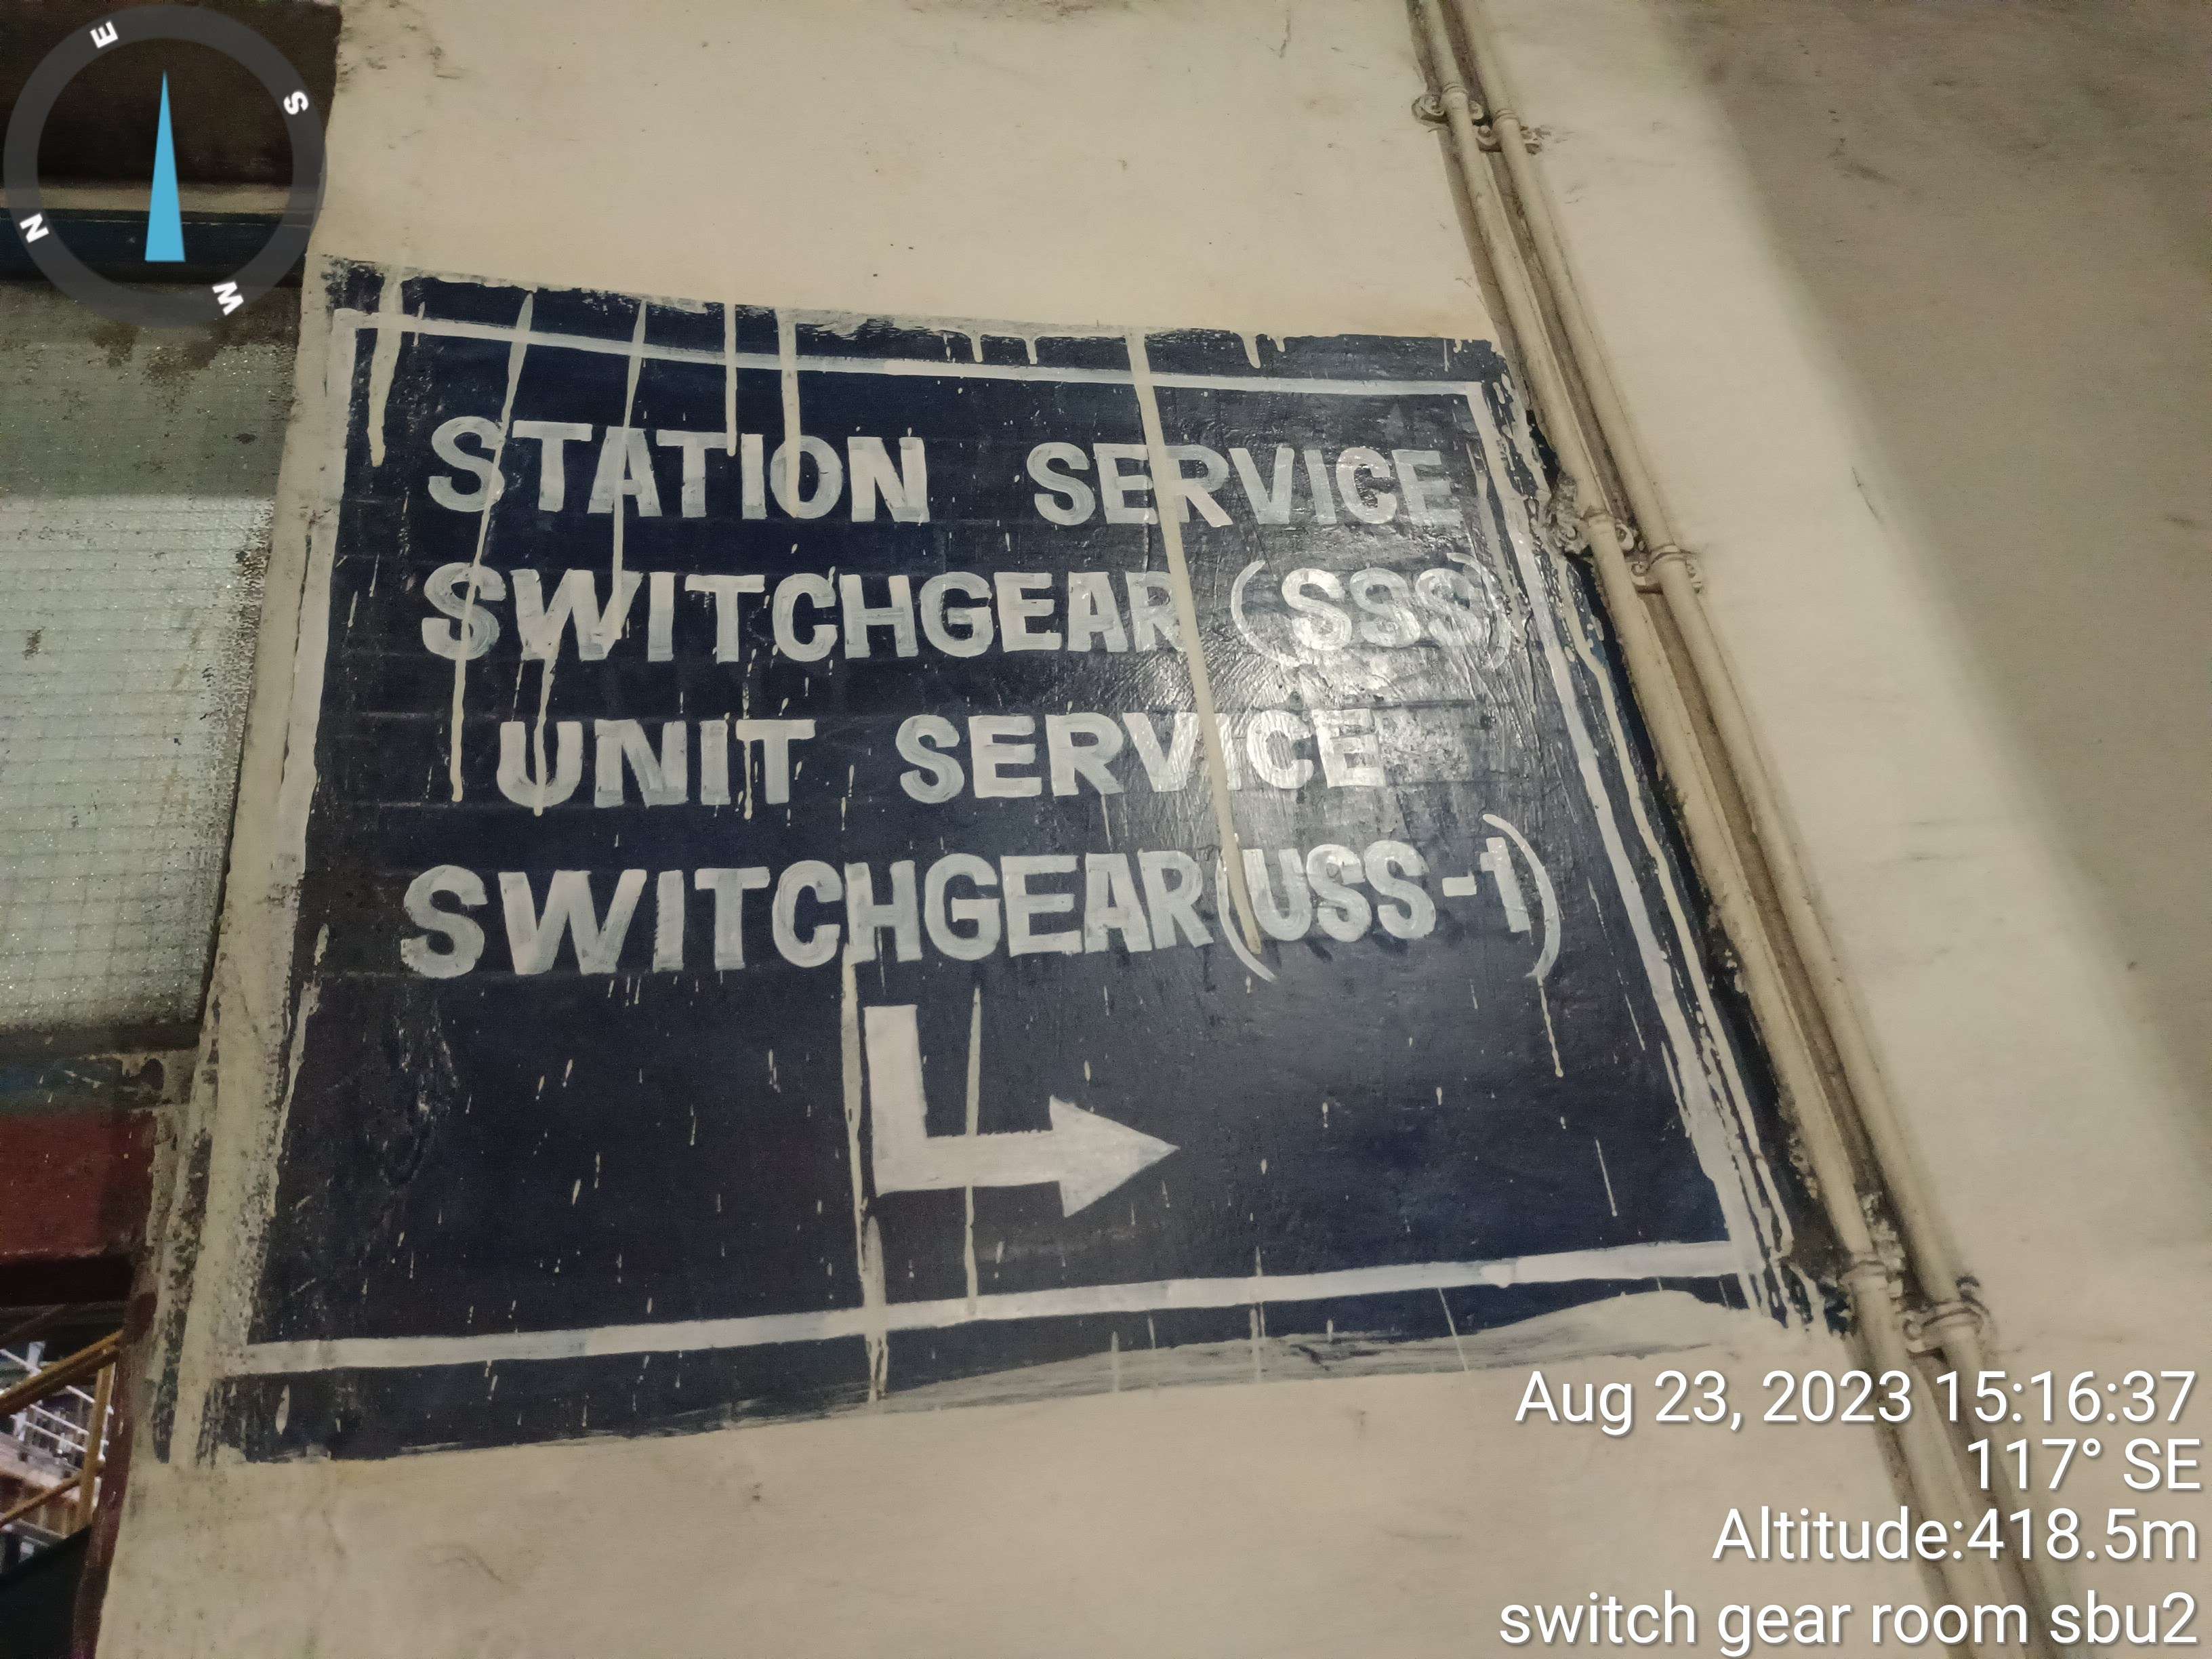 E
S
N
W
STATION SERVICE
SWITCHGEAR (SSS)
UNIT SERVICE
SWITCHGEAR (USS-1)
Aug 23, 2023 15:16:37
117° SE
Altitude:418.5m
switch gear room sbu2